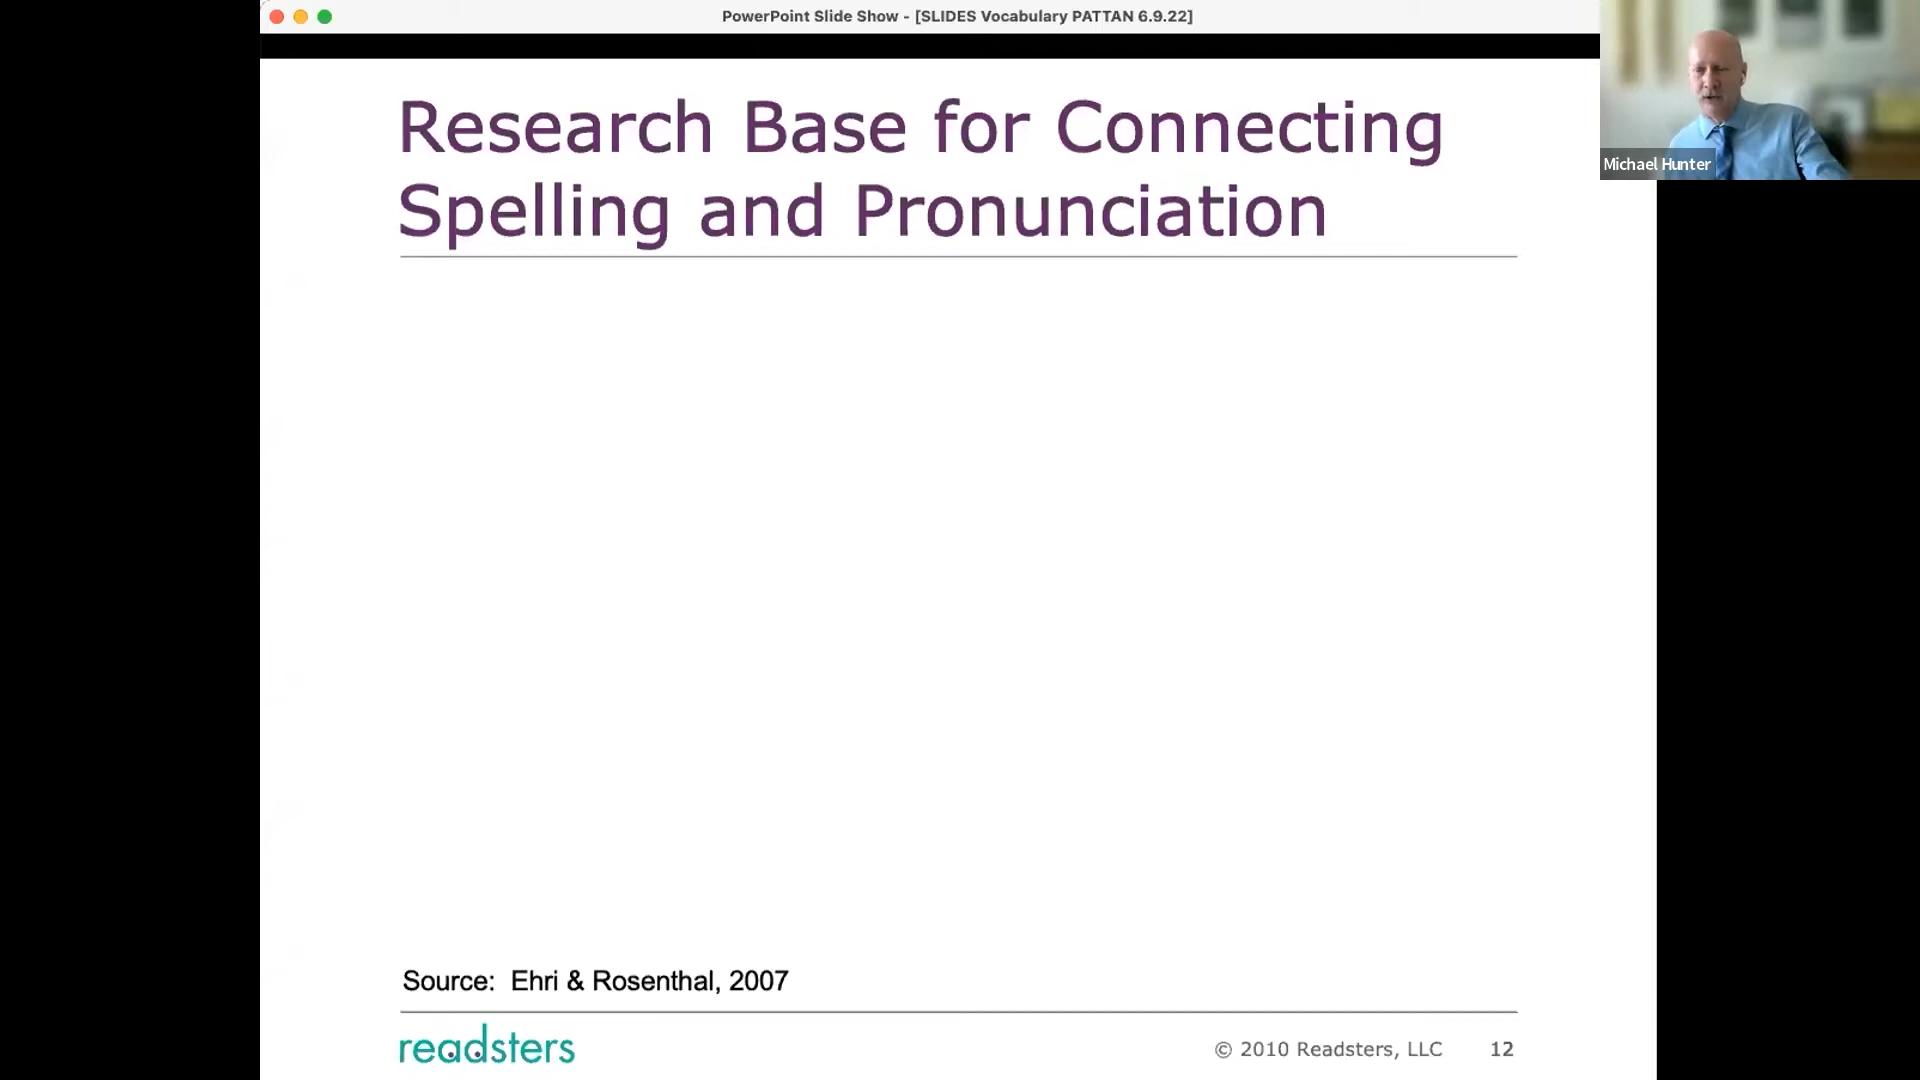 PowerPoint Slide Show - [SLIDES Vocabulary PATTAN 6.9.22]
Research Base for Connecting
Spelling and Pronunciation
Michael Hunter
Source: Ehri & Rosenthal, 2007
readsters
© 2010 Readsters, LLC 12